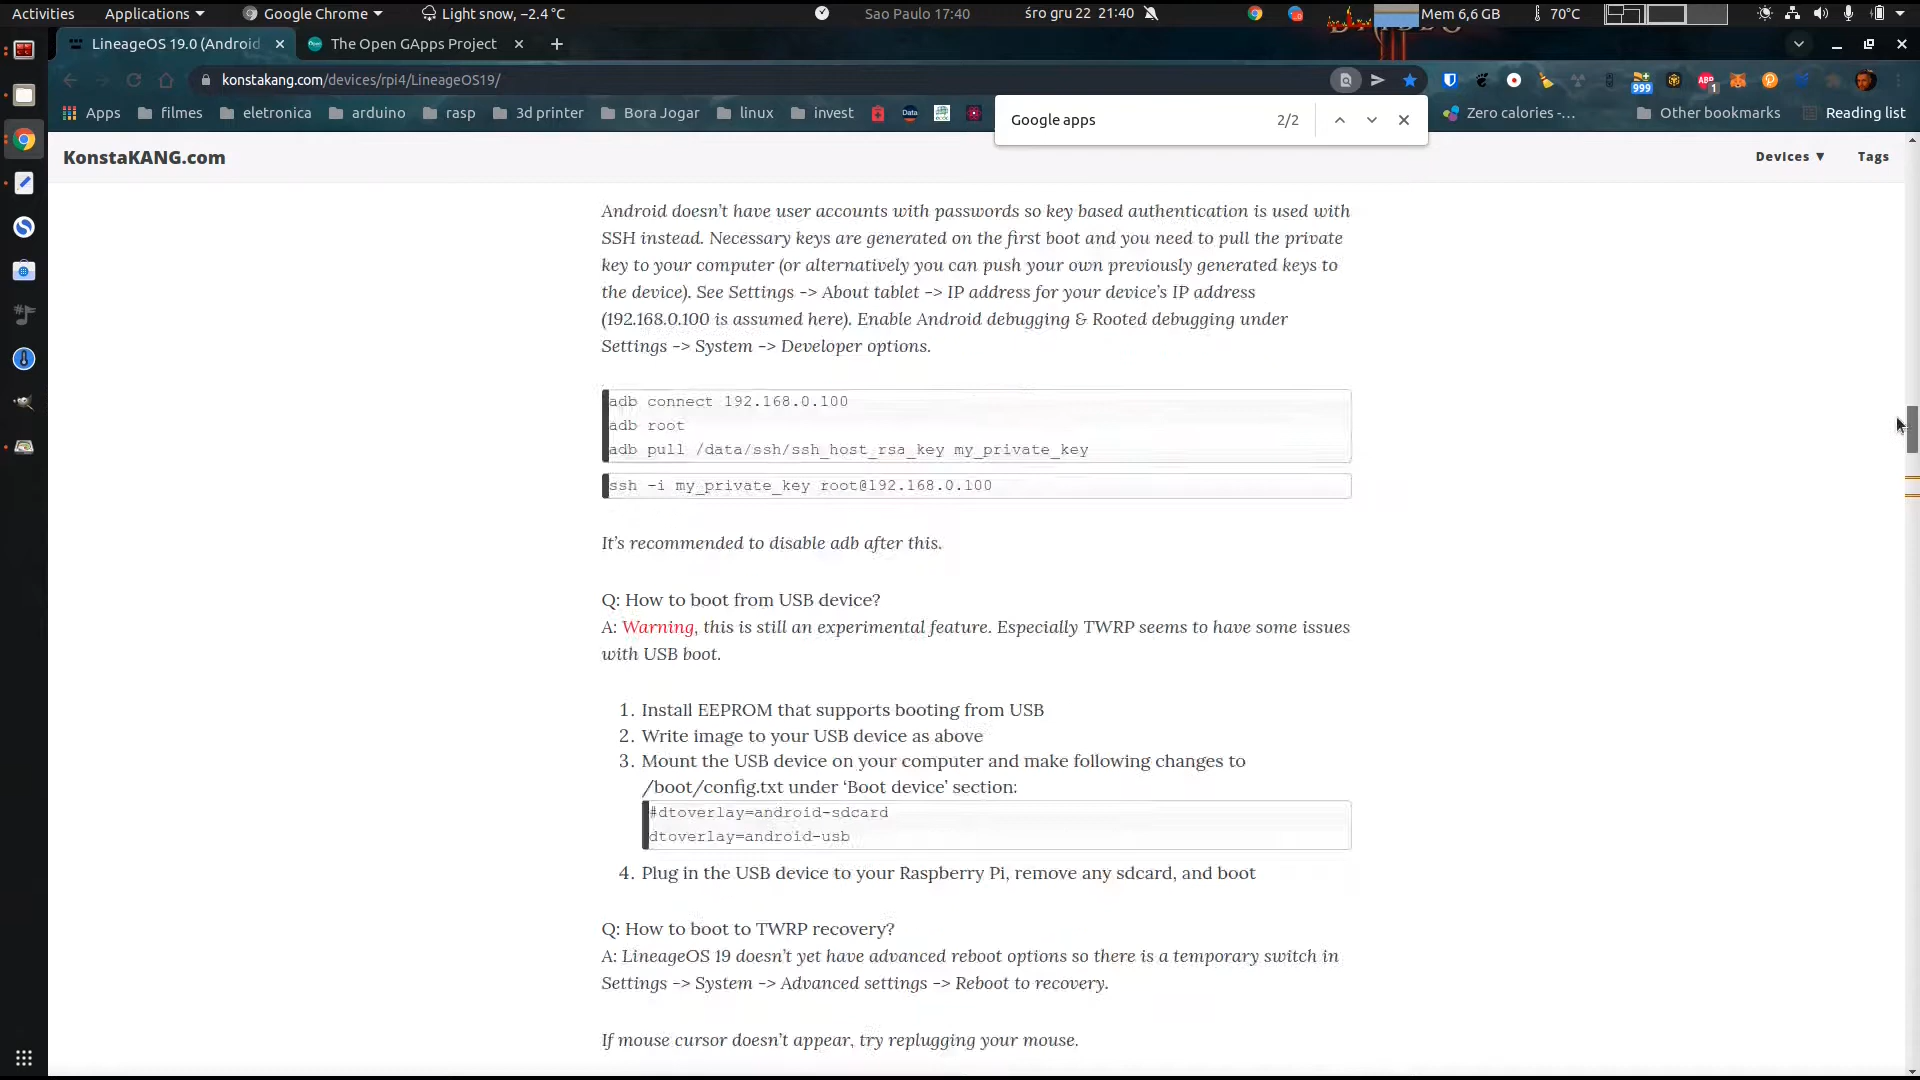 Activities Applications Google Chrome Light snow, −2.4 °C Sao Paulo 17:40 śro gru 22 21:40 Mem 6,6 GB 70°C
LineageOS 19.0 (Android The Open GApps Project
konstakang.com/devices/rpi4/LineageOS19/
Apps filmes eletronica arduino rasp 3d printer Bora Jogar linux invest Zero calories -... Other bookmarks Reading list
999
ABP
1
Data
Google apps 2/2
KonstaKANG.com Devices ▼ Tags
Android doesn't have user accounts with passwords so key based authentication is used with
SSH instead. Necessary keys are generated on the first boot and you need to pull the private
key to your computer (or alternatively you can push your own previously generated keys to
the device). See Settings -> About tablet -> IP address for your device's IP address
(192.168.0.100 is assumed here). Enable Android debugging & Rooted debugging under
Settings -> System -> Developer options.
adb connect 192.168.0.100
adb root
adb pull /data/ssh/ssh_host_rsa_key my_private_key
ssh -i my_private_key root@192.168.0.100
It's recommended to disable adb after this.
Q: How to boot from USB device?
A: Warning, this is still an experimental feature. Especially TWRP seems to have some issues
with USB boot.
1. Install EEPROM that supports booting from USB
2. Write image to your USB device as above
3. Mount the USB device on your computer and make following changes to
/boot/config.txt under ‘Boot device’ section:
#dtoverlay=android-sdcard
dtoverlay=android-usb
4. Plug in the USB device to your Raspberry Pi, remove any sdcard, and boot
Q: How to boot to TWRP recovery?
A: LineageOS 19 doesn't yet have advanced reboot options so there is a temporary switch in
Settings -> System -> Advanced settings -> Reboot to recovery.
If mouse cursor doesn't appear, try replugging your mouse.